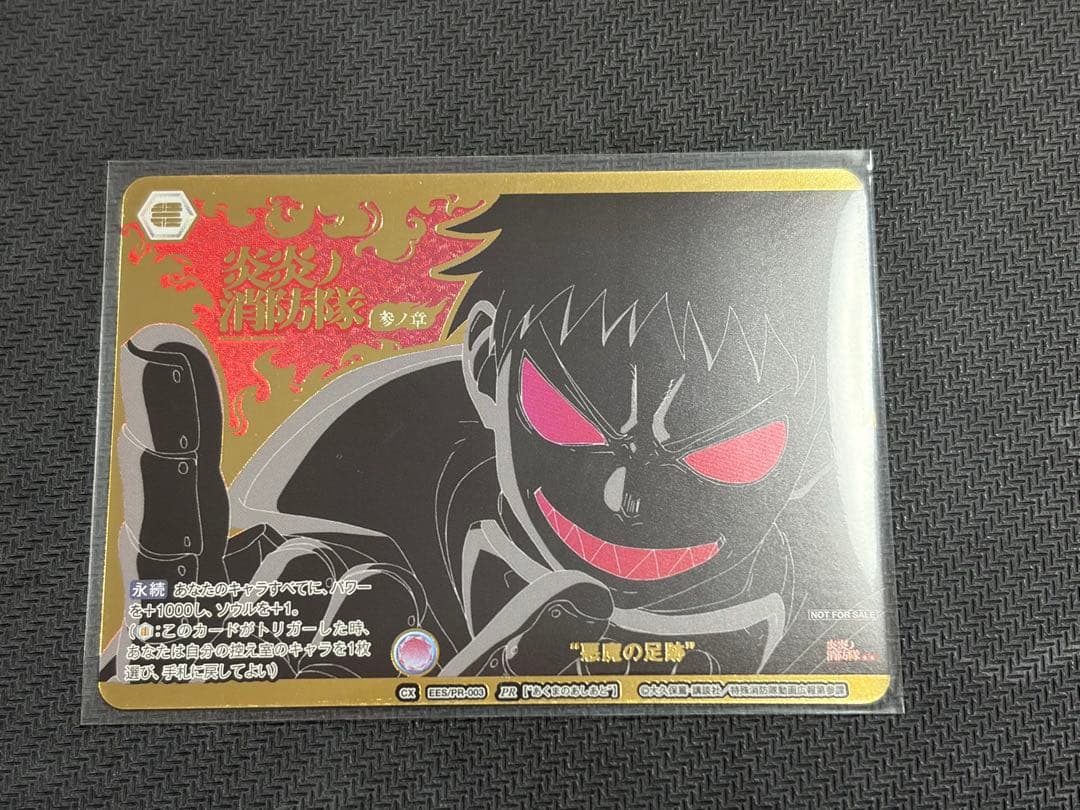 炎炎ノ
消防隊 参ノ章
永続 あなたのキャラすべてに、パワー
を+1000し、ソウルを+1。
(:このカードがトリガーした時、
あなたは自分の控え室のキャラを1枚
選び、手札に戻してよい)
NOT FOR SALE
“悪魔の足跡”
炎炎ノ
消防隊
CX EES/PR-003 PR [“あくまのあしあと”] ©大久保篤・講談社/特殊消防隊動画広報第参課